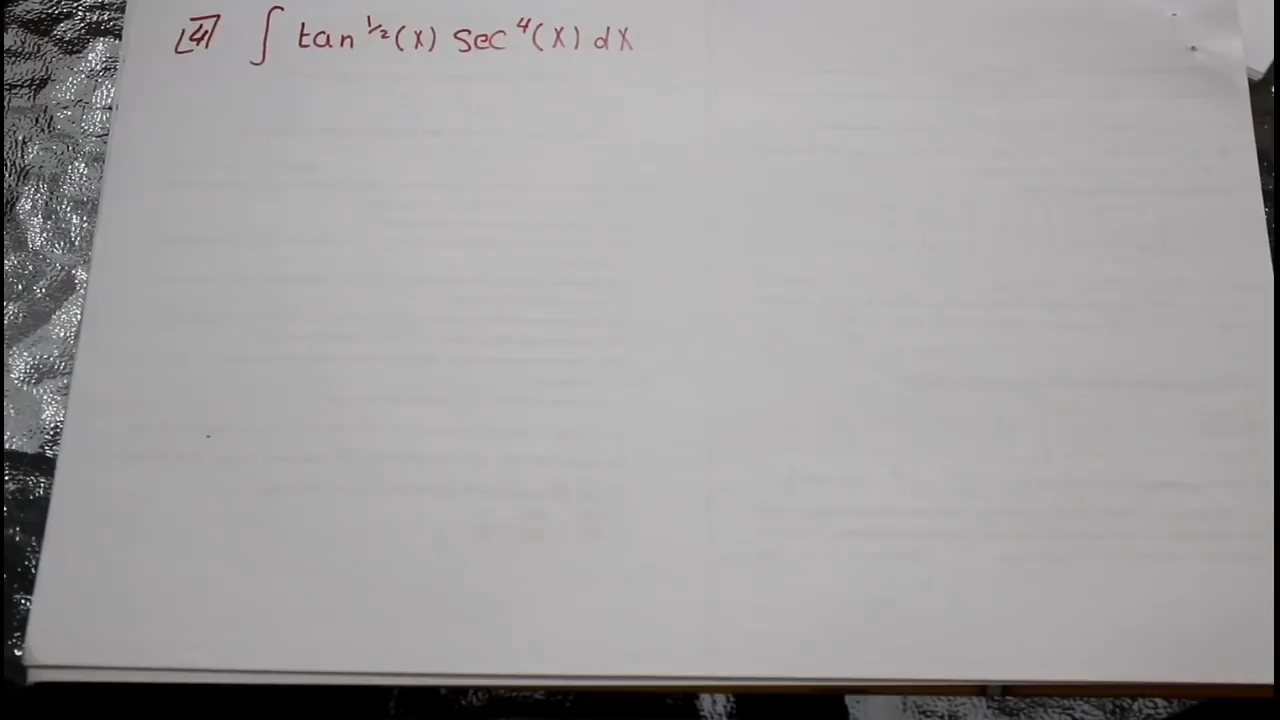 4 ∫ tan^1/2(x) sec^4(x) dx